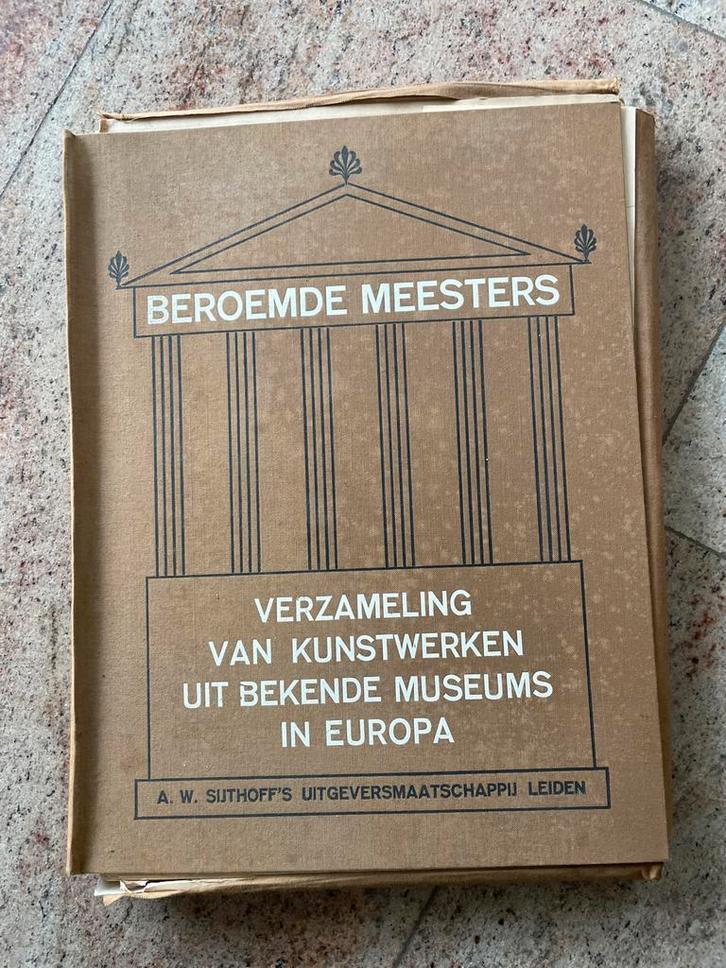 BEROEMDE MEESTERS
VERZAMELING
VAN KUNSTWERKEN
UIT BEKENDE MUSEUMS
IN EUROPA
A. W. SIJTHOFF'S UITGEVERSMAATSCHAPPIJ LEIDEN